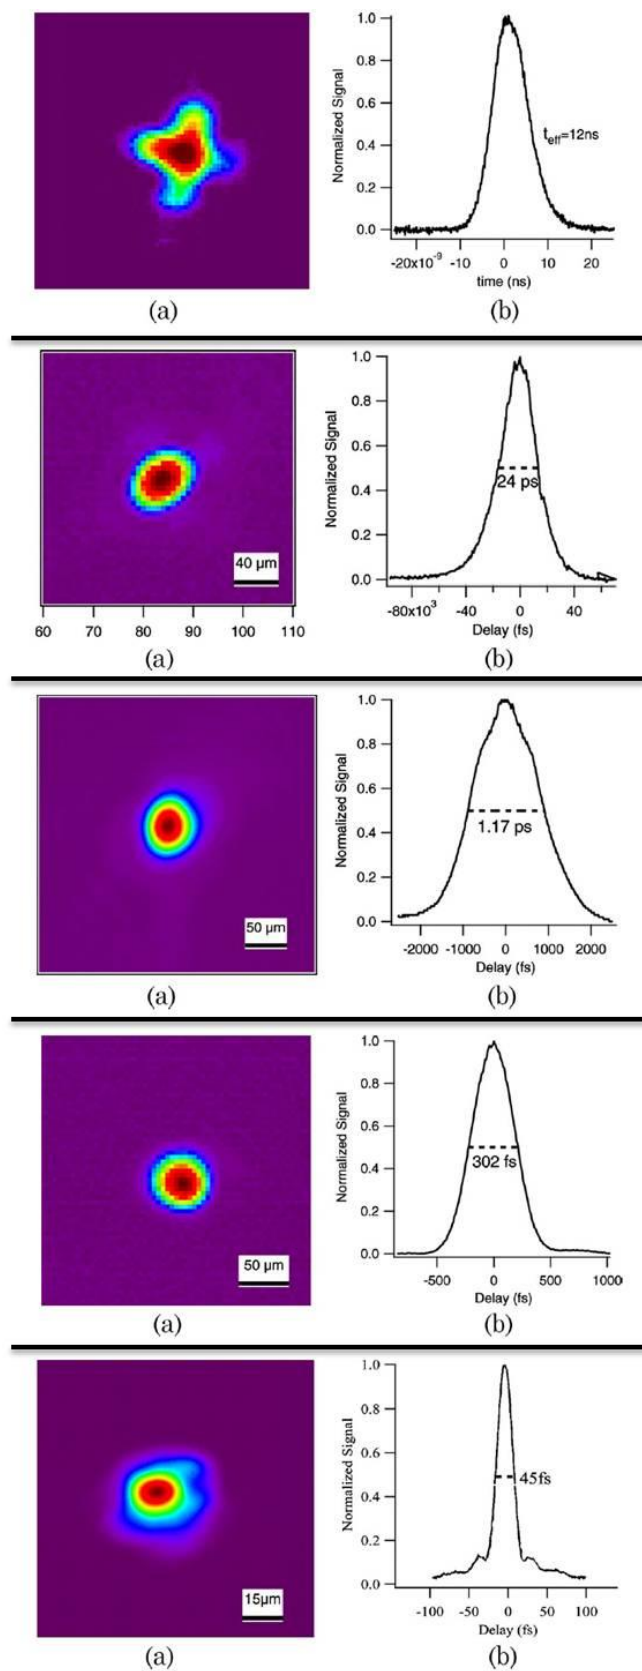 Normalized Signal
1.0
0.8
0.6
0.4
0.2
0.0
t_eff=12ns
-20x10⁻⁹ -10 0 10 20
time (ns)
(a) (b)
40 µm
60 70 80 90 100 110
(a)
Normalized Signal
1.0
0.8
0.6
0.4
0.2
0.0
24 ps
-80x10³ -40 0 40
Delay (fs)
(b)
50 µm
(a)
Normalized Signal
1.0
0.8
0.6
0.4
0.2
0.0
1.17 ps
-2000 -1000 0 1000 2000
Delay (fs)
(b)
50 µm
(a)
Normalized Signal
1.0
0.8
0.6
0.4
0.2
0.0
302 fs
-500 0 500 1000
Delay (fs)
(b)
15µm
(a)
Normalized Signal
1.0
0.8
0.6
0.4
0.2
0.0
45fs
-100 -50 0 50 100
Delay (fs)
(b)